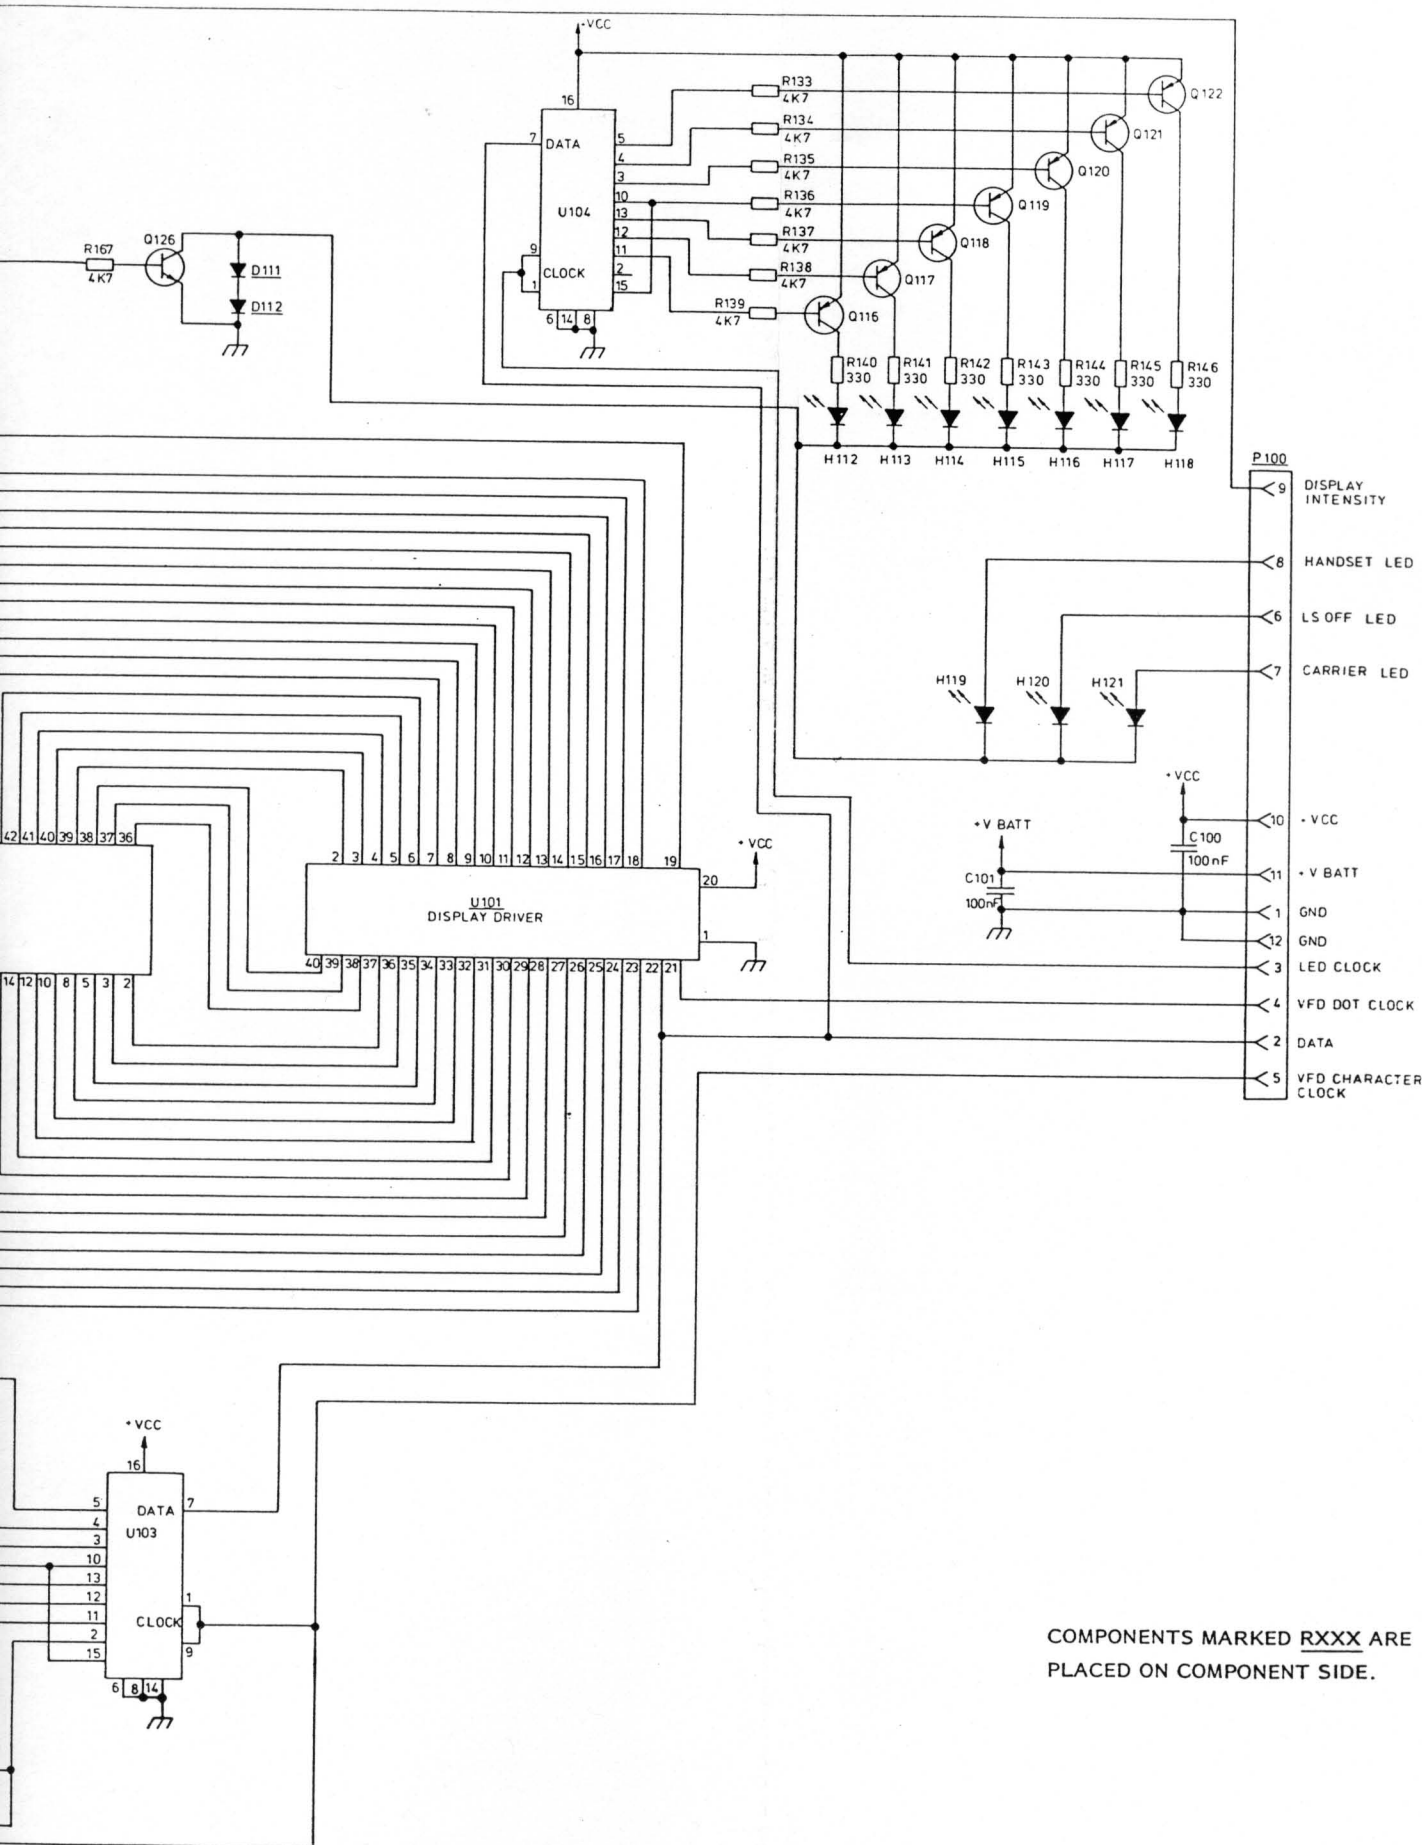 -VCC
16
7 DATA 5
4
3
10
U104 13
12
9 11
CLOCK 2
1 15
6 14 8
R133
4K7
Q122
R134
4K7
Q121
R135
4K7
Q120
R136
4K7
Q119
R137
4K7
Q118
R138
4K7
Q117
R139
4K7
Q116
R167
4K7
Q126
D111
D112
R140 R141 R142 R143 R144 R145 R146
330 330 330 330 330 330 330
H112 H113 H114 H115 H116 H117 H118
P100
9 DISPLAY
INTENSITY
8 HANDSET LED
6 LS OFF LED
7 CARRIER LED
H119 H120 H121
+VCC
10 +VCC
C100
100nF
+V BATT
11 +V BATT
C101
100nF
1 GND
12 GND
3 LED CLOCK
4 VFD DOT CLOCK
2 DATA
5 VFD CHARACTER
CLOCK
42 41 40 39 38 37 36
14 12 10 8 5 3 2
2 3 4 5 6 7 8 9 10 11 12 13 14 15 16 17 18 19
+VCC
20
U101
DISPLAY DRIVER
1
40 39 38 37 36 35 34 33 32 31 30 29 28 27 26 25 24 23 22 21
+VCC
16
5 DATA 7
4
U103
3
10
13
12 1
11 CLOCK
2
15 9
6 8 14
COMPONENTS MARKED RXXX ARE
PLACED ON COMPONENT SIDE.